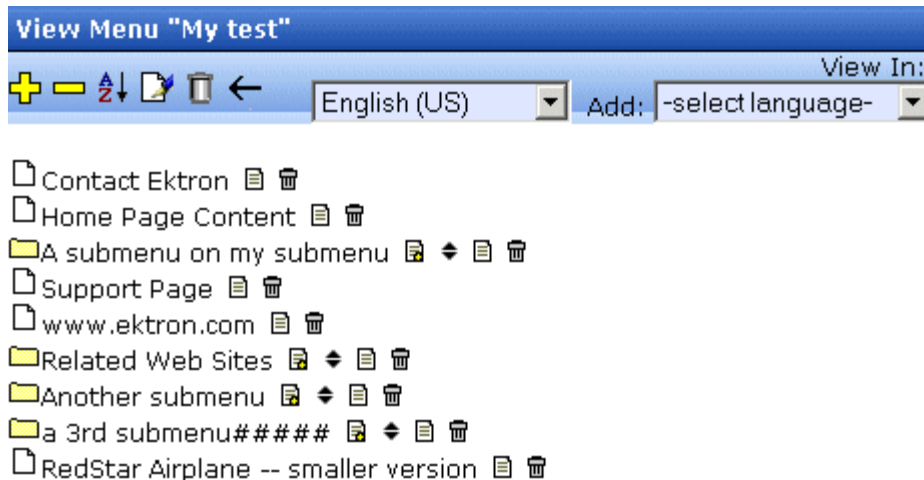 View Menu "My test"
View In:
English (US) Add: -select language-
Contact Ektron
Home Page Content
A submenu on my submenu
Support Page
www.ektron.com
Related Web Sites
Another submenu
a 3rd submenu#####
RedStar Airplane -- smaller version